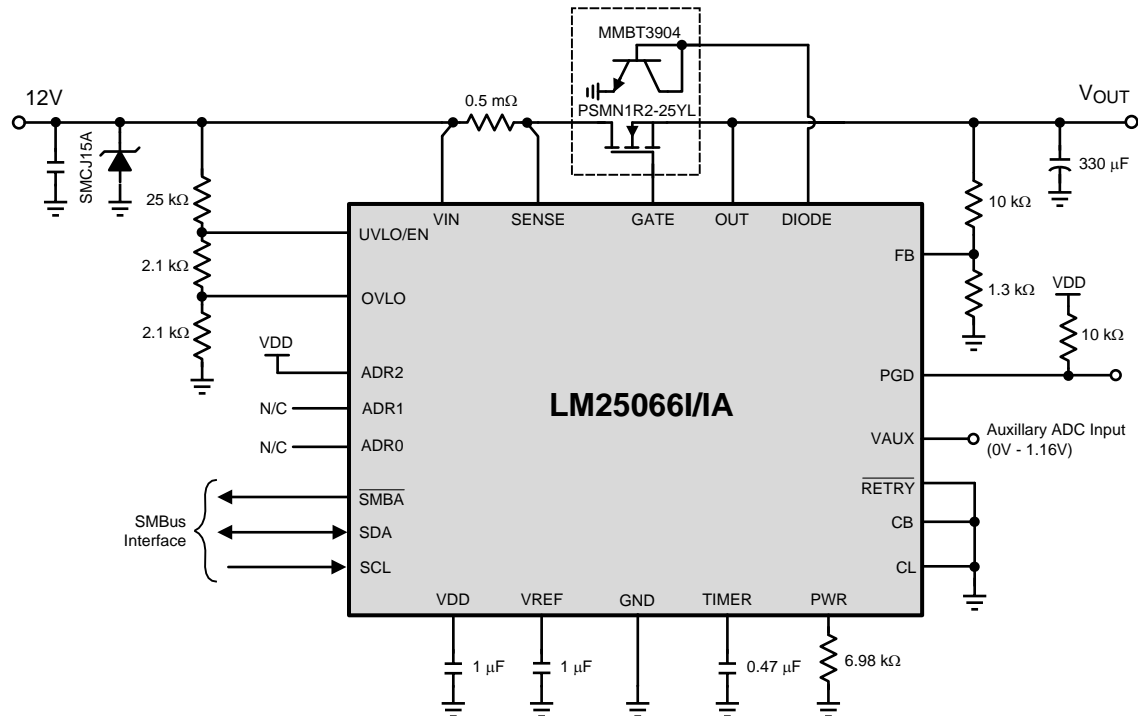 MMBT3904
12V
0.5 mΩ
PSMN1R2-25YL
VOUT
SMCJ15A
330 µF
25 kΩ
10 kΩ
VIN
SENSE
GATE
OUT
DIODE
UVLO/EN
FB
2.1 kΩ
1.3 kΩ
VDD
OVLO
2.1 kΩ
10 kΩ
VDD
ADR2
PGD
LM25066I/IA
N/C
ADR1
N/C
ADR0
VAUX
Auxillary ADC Input
(0V - 1.16V)
SMBA
RETRY
SMBus
Interface
SDA
CB
SCL
CL
VDD
VREF
GND
TIMER
PWR
1 µF
1 µF
0.47 µF
6.98 kΩ